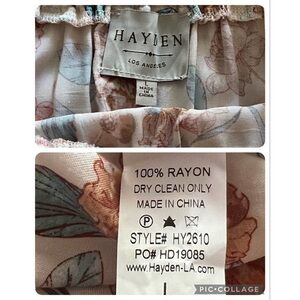 HAYDEN
LOS ANGELES
L
MADE
IN
CHINA
100% RAYON
DRY CLEAN ONLY
MADE IN CHINA
P
STYLE# HY2610
PO# HD19085
www.Hayden-LA.com
PIC•COLLAGE